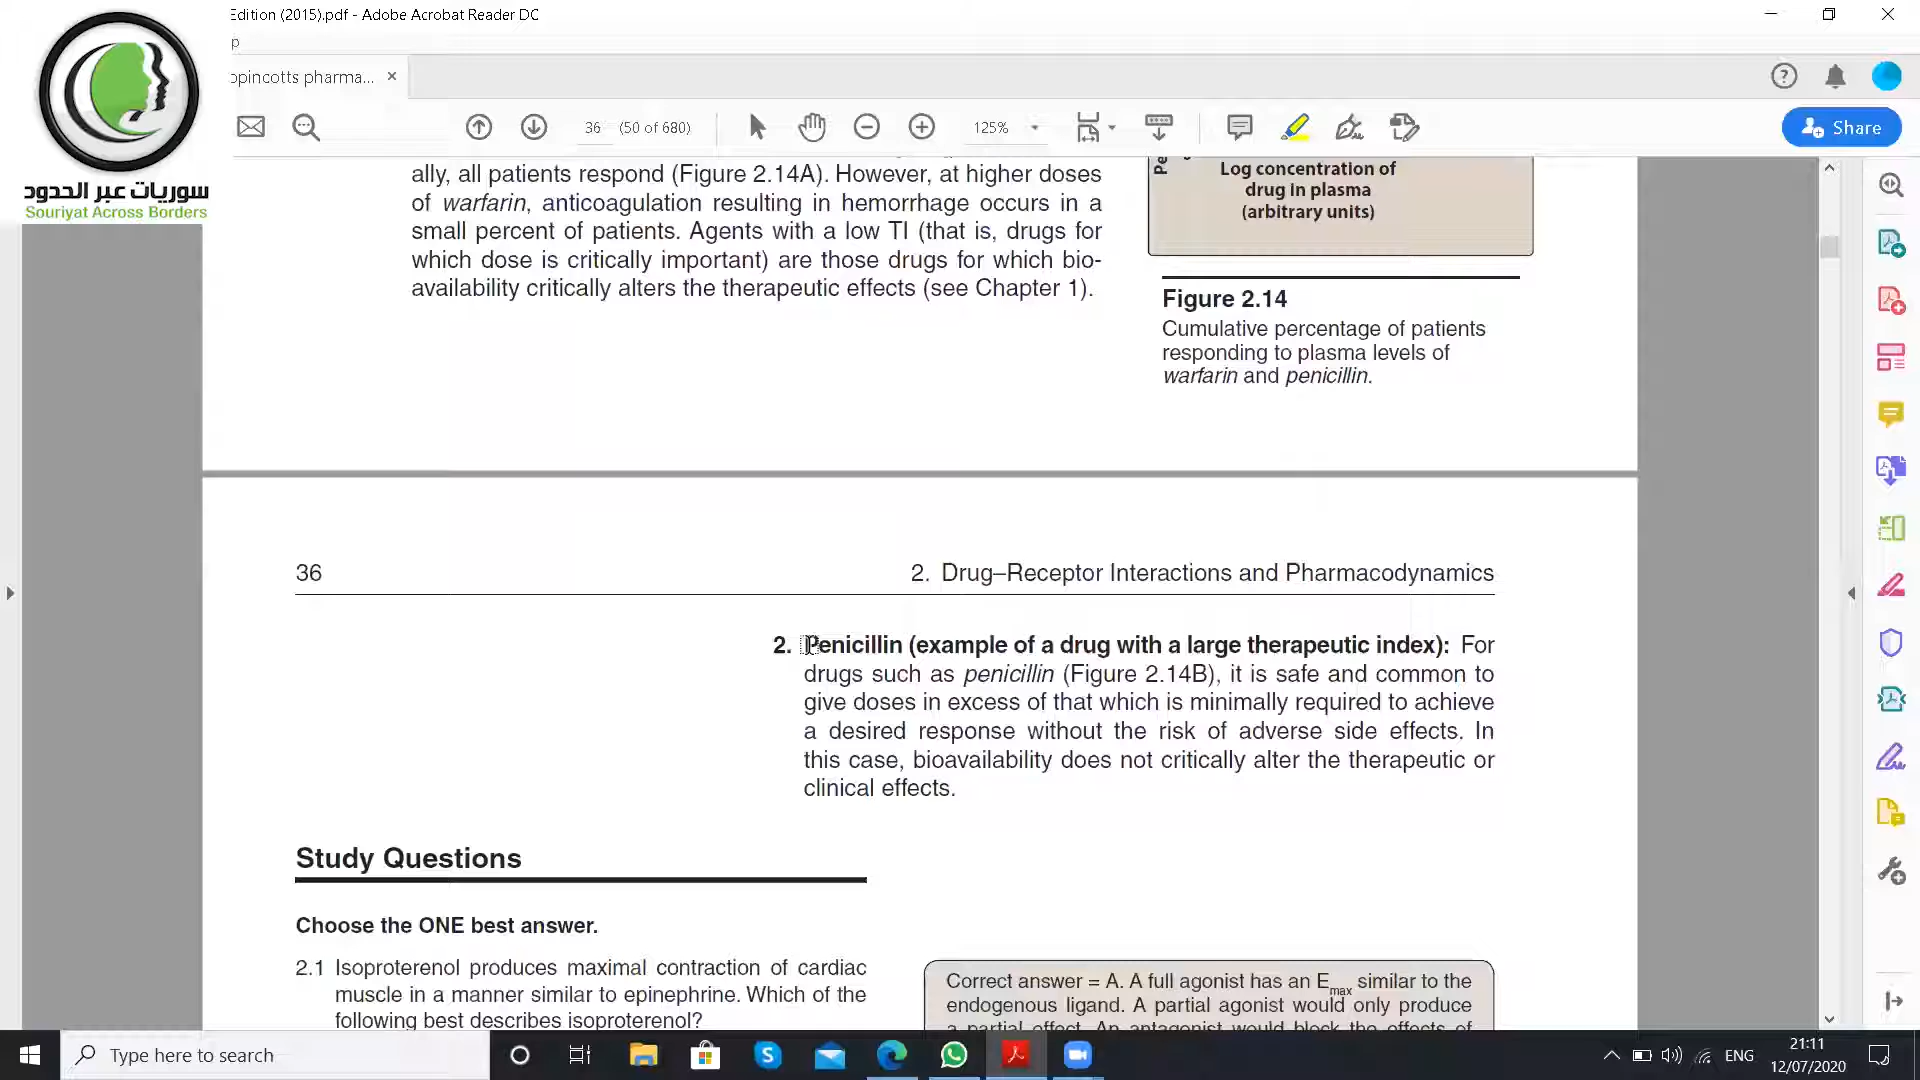 Edition (2015).pdf - Adobe Acrobat Reader DC
p
opincotts pharma...
36 (50 of 680)
125%
Share
سوريات عبر الحدود
Souriyat Across Borders
ally, all patients respond (Figure 2.14A). However, at higher doses
of warfarin, anticoagulation resulting in hemorrhage occurs in a
small percent of patients. Agents with a low TI (that is, drugs for
which dose is critically important) are those drugs for which bio-
availability critically alters the therapeutic effects (see Chapter 1).
Log concentration of
drug in plasma
(arbitrary units)
Figure 2.14
Cumulative percentage of patients
responding to plasma levels of
warfarin and penicillin.
36
2. Drug–Receptor Interactions and Pharmacodynamics
2. Penicillin (example of a drug with a large therapeutic index): For
drugs such as penicillin (Figure 2.14B), it is safe and common to
give doses in excess of that which is minimally required to achieve
a desired response without the risk of adverse side effects. In
this case, bioavailability does not critically alter the therapeutic or
clinical effects.
Study Questions
Choose the ONE best answer.
2.1 Isoproterenol produces maximal contraction of cardiac
muscle in a manner similar to epinephrine. Which of the
following best describes isoproterenol?
Correct answer = A. A full agonist has an Emax similar to the
endogenous ligand. A partial agonist would only produce
a partial effect. An antagonist would block the effects of
Type here to search
ENG
21:11
12/07/2020